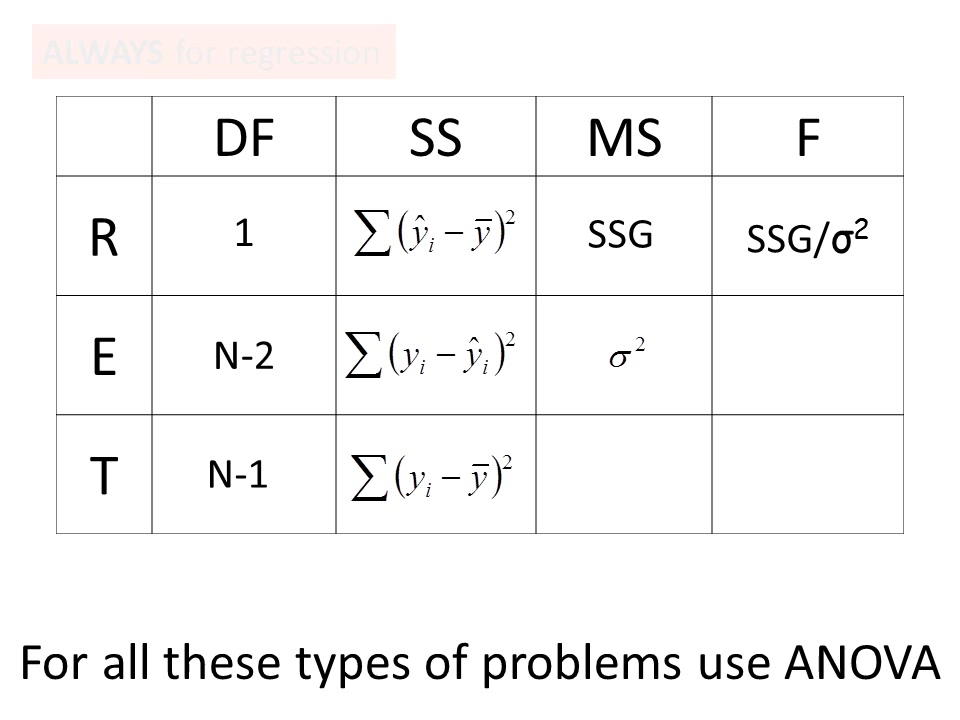 ALWAYS for regression
DF SS MS F
R 1 ∑(ŷᵢ − ȳ)² SSG SSG/σ²
E N-2 ∑(yᵢ − ŷᵢ)² σ²
T N-1 ∑(yᵢ − ȳ)²
For all these types of problems use ANOVA